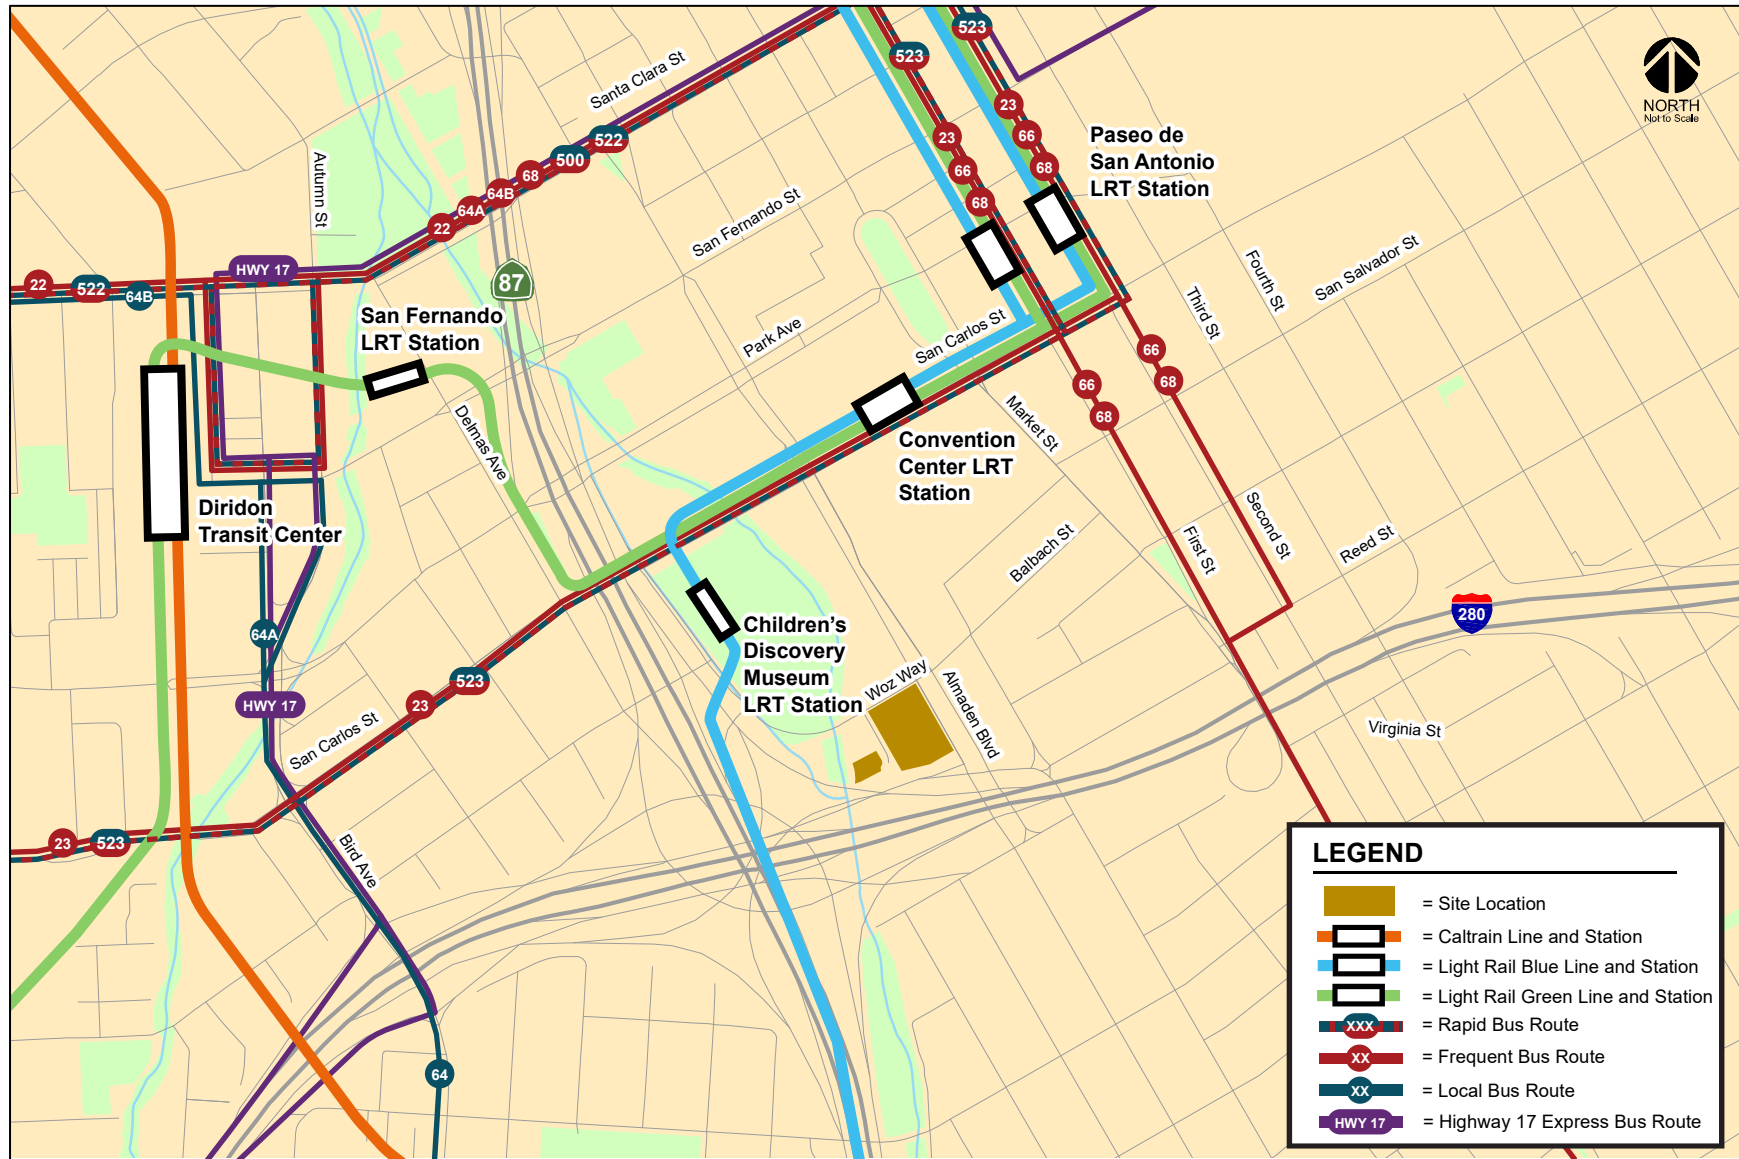 523
523
NORTH
Not to Scale
Santa Clara St
522
500
68
64B
64A
22
23
66
68
23
66
68
Paseo de
San Antonio
LRT Station
Autumn St
San Fernando St
HWY 17
22
522
64B
87
San Fernando
LRT Station
Park Ave
San Carlos St
Third St
Fourth St
San Salvador St
66
68
66
68
Delmas Ave
Market St
Convention
Center LRT
Station
Diridon
Transit Center
Balbach St
First St
Second St
Reed St
280
64A
Children's
Discovery
Museum
LRT Station
Woz Way
Almaden Blvd
523
23
HWY 17
San Carlos St
Virginia St
23
523
Bird Ave
64
LEGEND
= Site Location
= Caltrain Line and Station
= Light Rail Blue Line and Station
= Light Rail Green Line and Station
XXX = Rapid Bus Route
XX = Frequent Bus Route
XX = Local Bus Route
HWY 17 = Highway 17 Express Bus Route